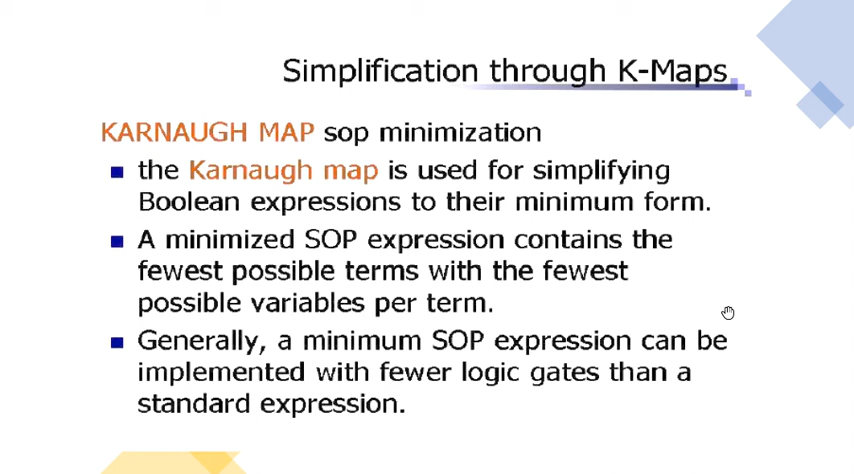 Simplification through K-Maps
KARNAUGH MAP sop minimization
the Karnaugh map is used for simplifying
Boolean expressions to their minimum form.
A minimized SOP expression contains the
fewest possible terms with the fewest
possible variables per term.
Generally, a minimum SOP expression can be
implemented with fewer logic gates than a
standard expression.